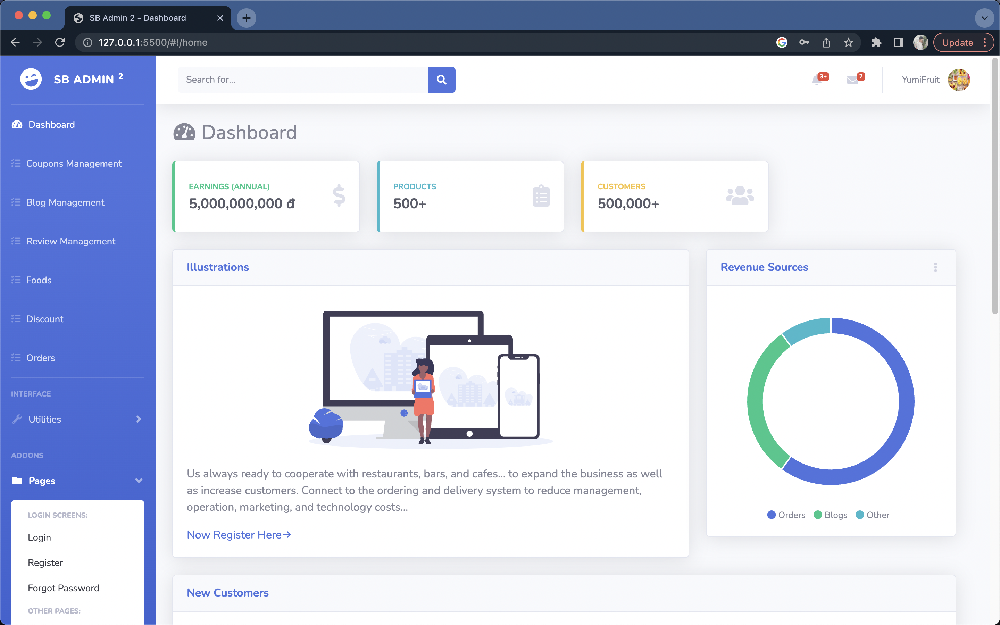 SB Admin 2 - Dashboard
127.0.0.1:5500/#!/home
Update
SB ADMIN 2
Search for...
3+
7
YumiFruit
Dashboard
Coupons Management
Blog Management
Review Management
Foods
Discount
Orders
INTERFACE
Utilities
ADDONS
Pages
LOGIN SCREENS:
Login
Register
Forgot Password
OTHER PAGES:
Dashboard
EARNINGS (ANNUAL)
5,000,000,000 đ
PRODUCTS
500+
CUSTOMERS
500,000+
Illustrations
Us always ready to cooperate with restaurants, bars, and cafes... to expand the business as well
as increase customers. Connect to the ordering and delivery system to reduce management,
operation, marketing, and technology costs...
Now Register Here→
Revenue Sources
Orders Blogs Other
New Customers